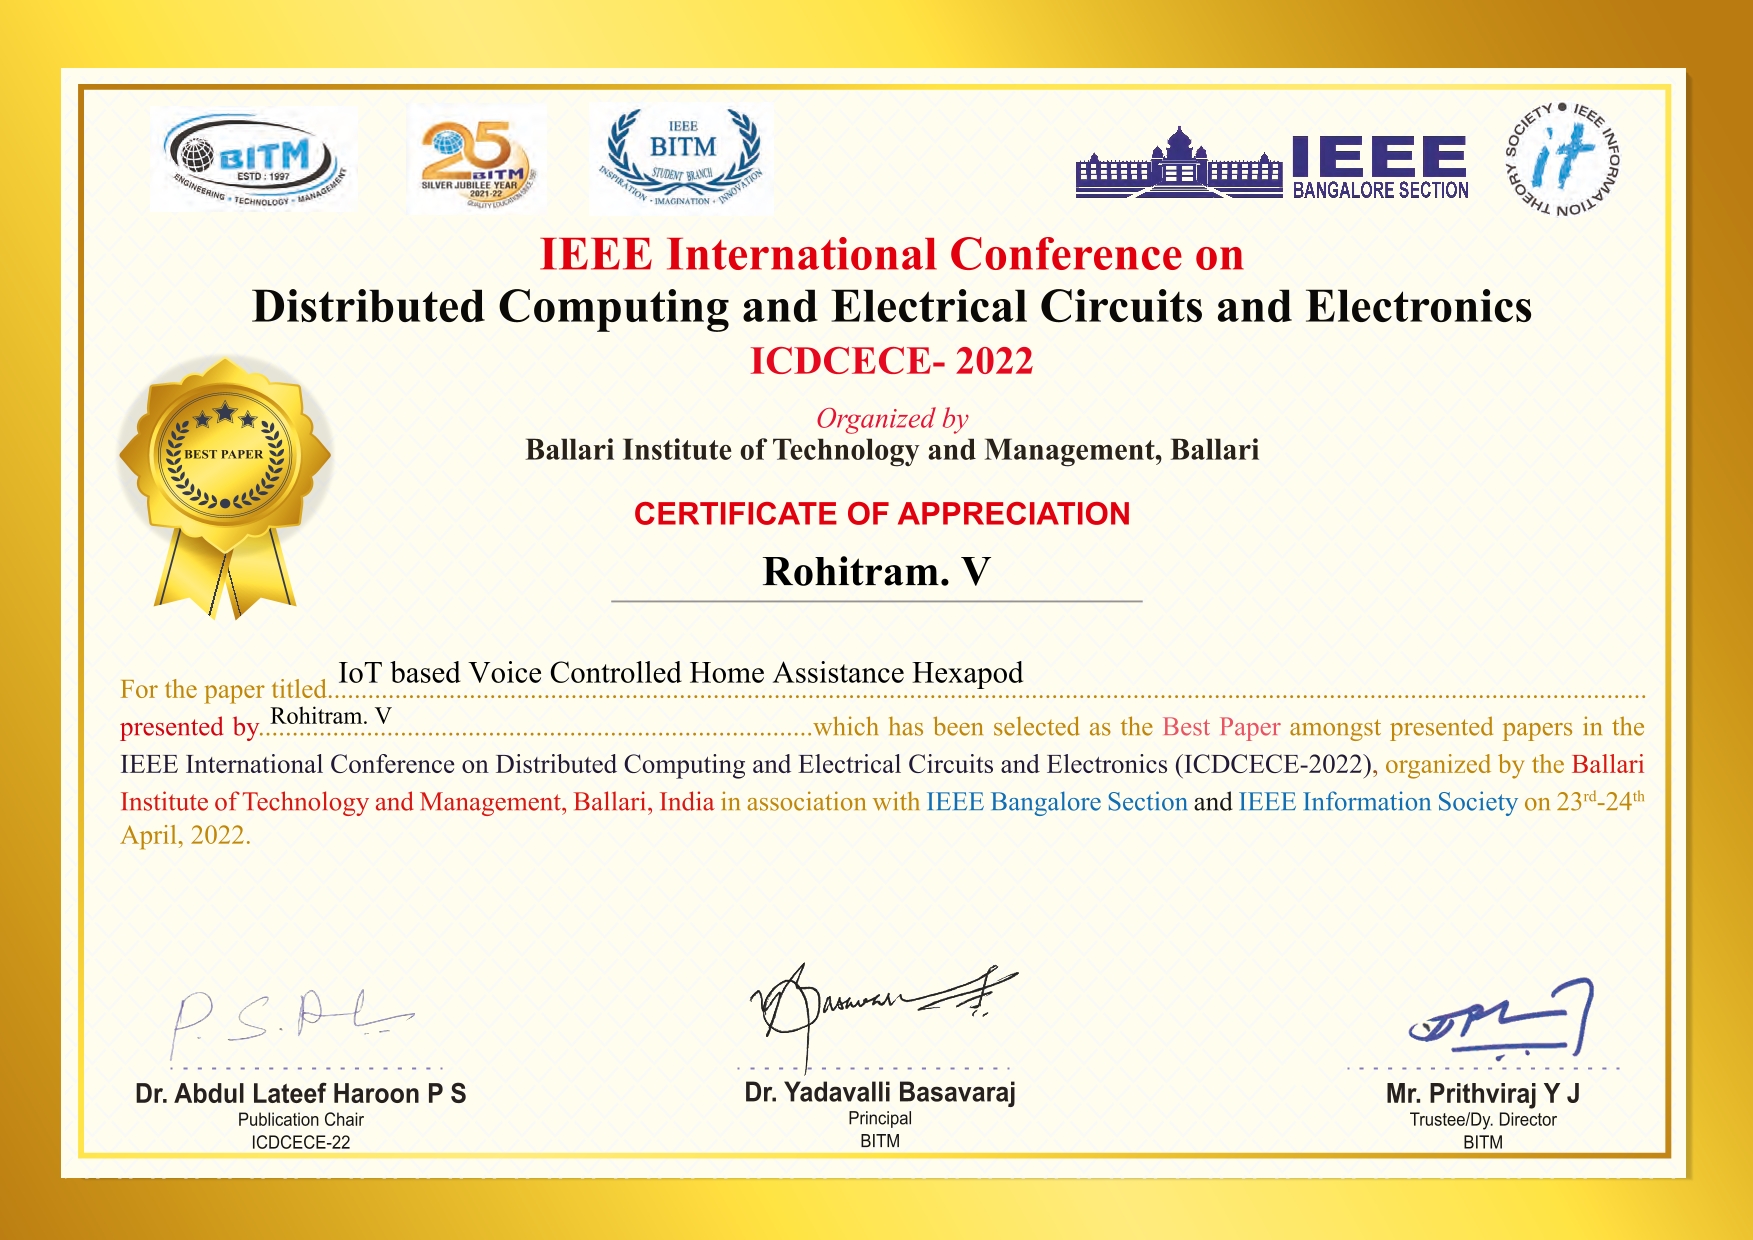 BITM
ESTD : 1997
ENGINEERING • TECHNOLOGY • MANAGEMENT
25
BITM
SILVER JUBILEE YEAR
2021-22
QUALITY EDUCATION SINCE 1997
IEEE
BITM
STUDENT BRANCH
INSPIRATION • IMAGINATION • INNOVATION
IEEE
BANGALORE SECTION
IEEE INFORMATION THEORY SOCIETY
it
IEEE International Conference on
Distributed Computing and Electrical Circuits and Electronics
ICDCECE- 2022
Organized by
Ballari Institute of Technology and Management, Ballari
BEST PAPER
CERTIFICATE OF APPRECIATION
Rohitram. V
For the paper titled IoT based Voice Controlled Home Assistance Hexapod
presented by Rohitram. V which has been selected as the Best Paper amongst presented papers in the
IEEE International Conference on Distributed Computing and Electrical Circuits and Electronics (ICDCECE-2022), organized by the Ballari
Institute of Technology and Management, Ballari, India in association with IEEE Bangalore Section and IEEE Information Society on 23rd-24th
April, 2022.
Dr. Abdul Lateef Haroon P S
Publication Chair
ICDCECE-22
Dr. Yadavalli Basavaraj
Principal
BITM
Mr. Prithviraj Y J
Trustee/Dy. Director
BITM